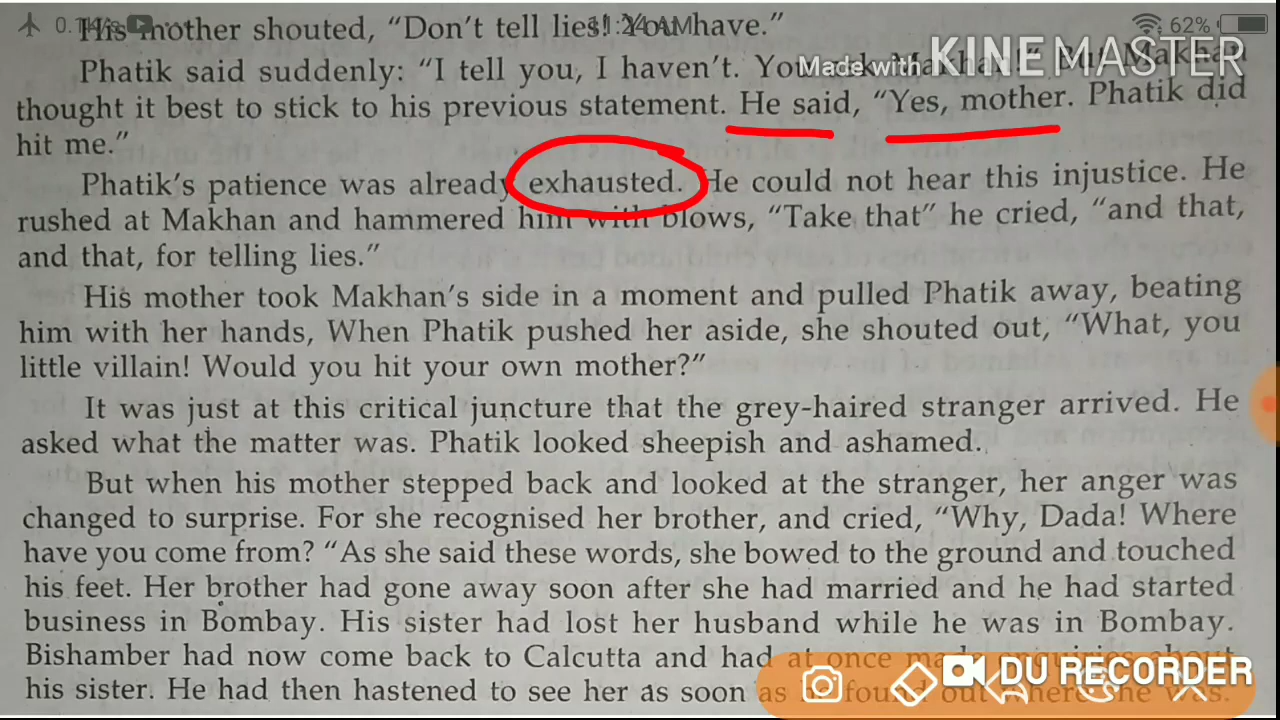 His mother shouted, “Don’t tell lies! You have.”
11:24 AM
62%
Phatik said suddenly: “I tell you, I haven’t. You
Made with KINEMASTER
thought it best to stick to his previous statement. He said, “Yes, mother. Phatik did
hit me.”
Phatik’s patience was already exhausted. He could not hear this injustice. He
rushed at Makhan and hammered him with blows, “Take that” he cried, “and that,
and that, for telling lies.”
His mother took Makhan’s side in a moment and pulled Phatik away, beating
him with her hands, When Phatik pushed her aside, she shouted out, “What, you
little villain! Would you hit your own mother?”
It was just at this critical juncture that the grey-haired stranger arrived. He
asked what the matter was. Phatik looked sheepish and ashamed.
But when his mother stepped back and looked at the stranger, her anger was
changed to surprise. For she recognised her brother, and cried, “Why, Dada! Where
have you come from? “As she said these words, she bowed to the ground and touched
his feet. Her brother had gone away soon after she had married and he had started
business in Bombay. His sister had lost her husband while he was in Bombay.
Bishamber had now come back to Calcutta and had at once made
DU RECORDER
his sister. He had then hastened to see her as soon as he found out where she was.